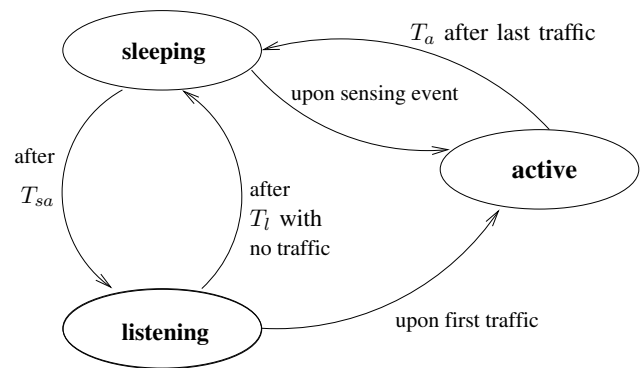 T_a after last traffic
sleeping
upon sensing event
active
after
T_sa
after
T_l with
no traffic
listening
upon first traffic